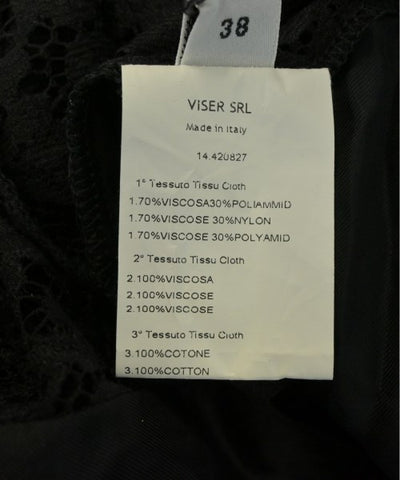 38
VISER SRL
Made in Italy
14.420827
1° Tessuto Tissu Cloth
1.70%VISCOSA30%POLIAMMID
1.70%VISCOSE 30%NYLON
1.70%VISCOSE 30%POLYAMID
2° Tessuto Tissu Cloth
2.100%VISCOSA
2.100%VISCOSE
2.100%VISCOSE
3° Tessuto Tissu Cloth
3.100%COTONE
3.100%COTTON